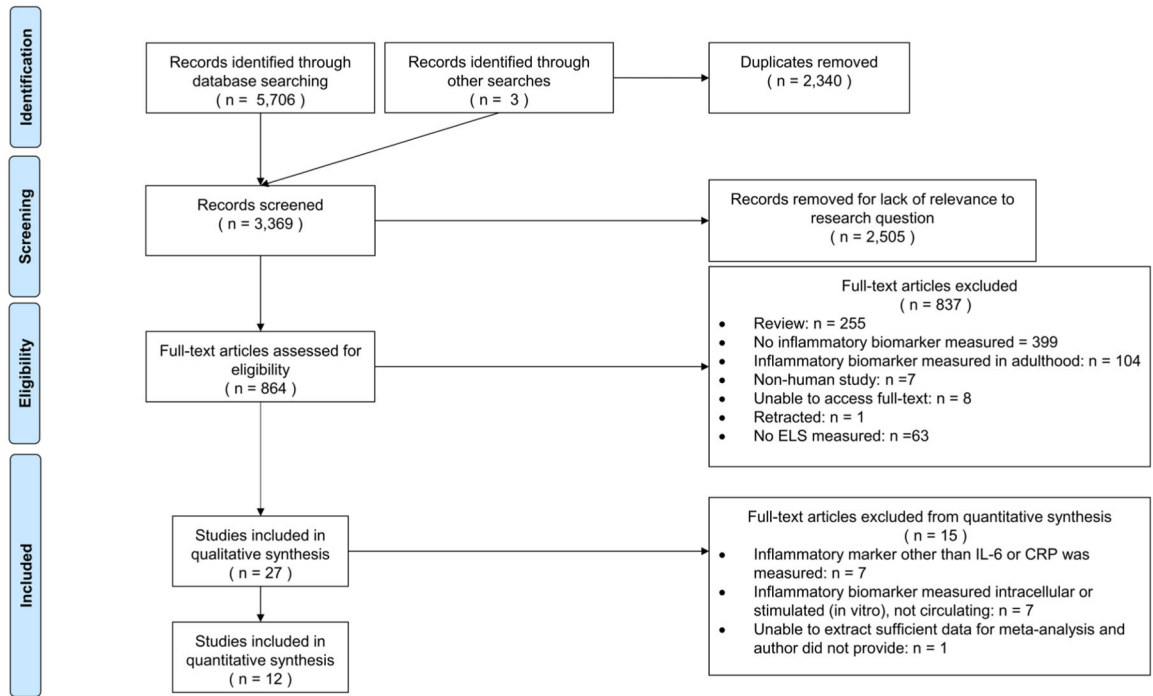 Identification
Records identified through
database searching
( n = 5,706 )
Records identified through
other searches
( n = 3 )
Duplicates removed
( n = 2,340 )
Screening
Records screened
( n = 3,369 )
Records removed for lack of relevance to
research question
( n = 2,505 )
Eligibility
Full-text articles assessed for
eligibility
( n = 864 )
Full-text articles excluded
( n = 837 )
• Review: n = 255
• No inflammatory biomarker measured = 399
• Inflammatory biomarker measured in adulthood: n = 104
• Non-human study: n =7
• Unable to access full-text: n = 8
• Retracted: n = 1
• No ELS measured: n =63
Included
Studies included in
qualitative synthesis
( n = 27 )
Full-text articles excluded from quantitative synthesis
( n = 15 )
• Inflammatory marker other than IL-6 or CRP was
measured: n = 7
• Inflammatory biomarker measured intracellular or
stimulated (in vitro), not circulating: n = 7
• Unable to extract sufficient data for meta-analysis and
author did not provide: n = 1
Studies included in
quantitative synthesis
( n = 12 )